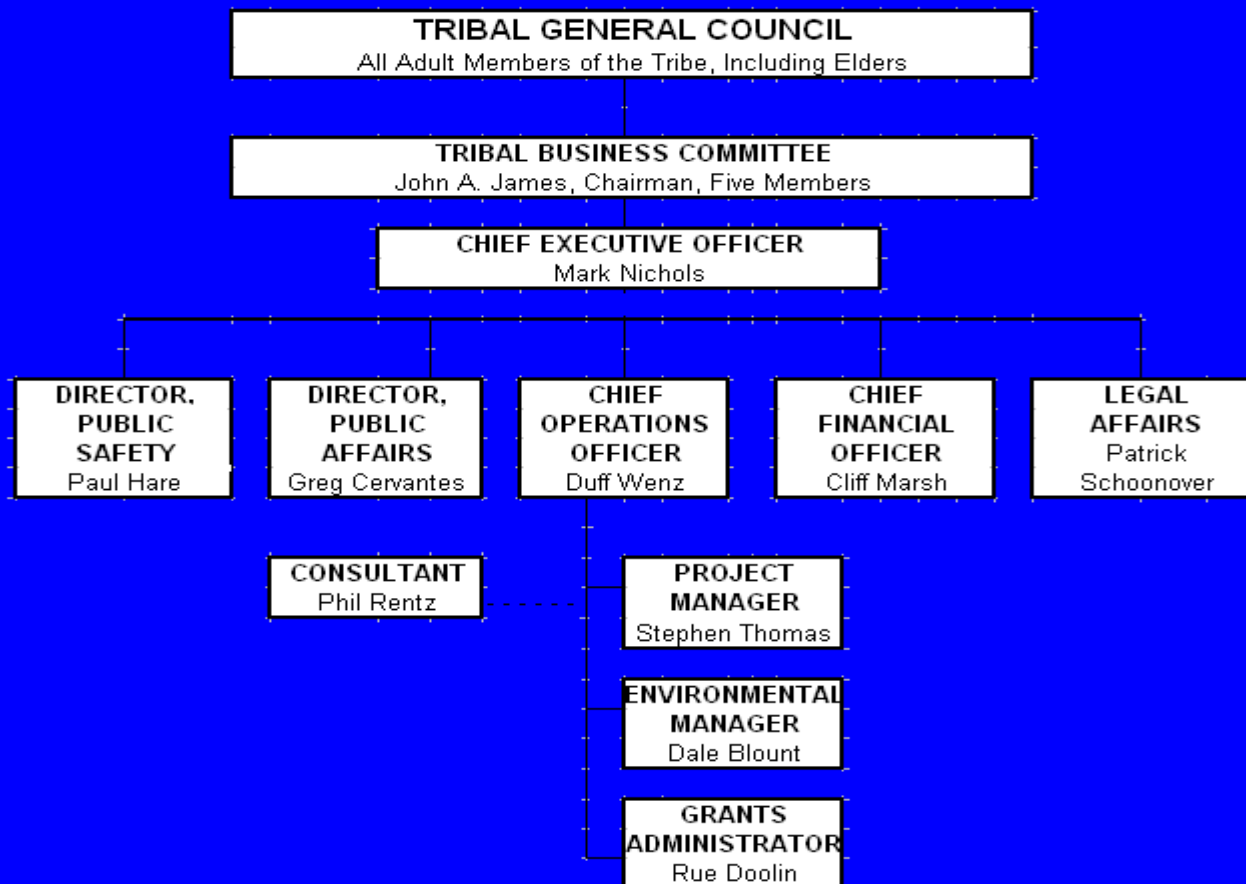 TRIBAL GENERAL COUNCIL
All Adult Members of the Tribe, Including Elders
TRIBAL BUSINESS COMMITTEE
John A. James, Chairman, Five Members
CHIEF EXECUTIVE OFFICER
Mark Nichols
DIRECTOR,
PUBLIC
SAFETY
Paul Hare
DIRECTOR,
PUBLIC
AFFAIRS
Greg Cervantes
CHIEF
OPERATIONS
OFFICER
Duff Wenz
CHIEF
FINANCIAL
OFFICER
Cliff Marsh
LEGAL
AFFAIRS
Patrick
Schoonover
CONSULTANT
Phil Rentz
PROJECT
MANAGER
Stephen Thomas
ENVIRONMENTAL
MANAGER
Dale Blount
GRANTS
ADMINISTRATOR
Rue Doolin